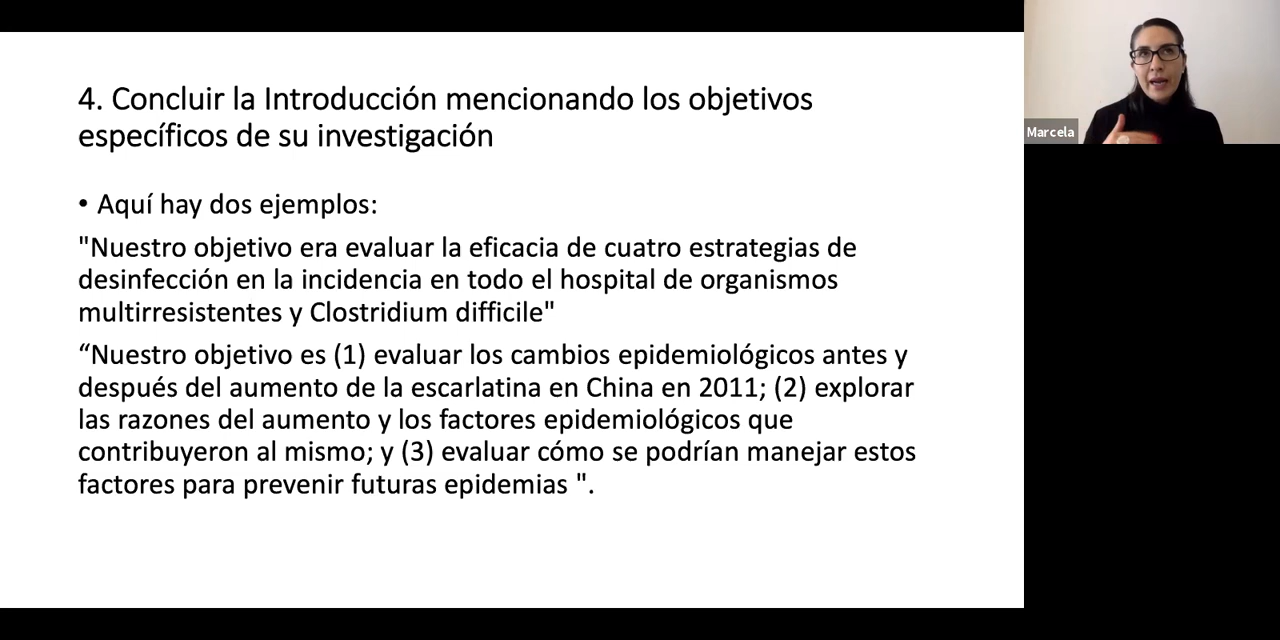 4. Concluir la Introducción mencionando los objetivos
específicos de su investigación
• Aquí hay dos ejemplos:
"Nuestro objetivo era evaluar la eficacia de cuatro estrategias de
desinfección en la incidencia en todo el hospital de organismos
multirresistentes y Clostridium difficile"
“Nuestro objetivo es (1) evaluar los cambios epidemiológicos antes y
después del aumento de la escarlatina en China en 2011; (2) explorar
las razones del aumento y los factores epidemiológicos que
contribuyeron al mismo; y (3) evaluar cómo se podrían manejar estos
factores para prevenir futuras epidemias ".
Marcela